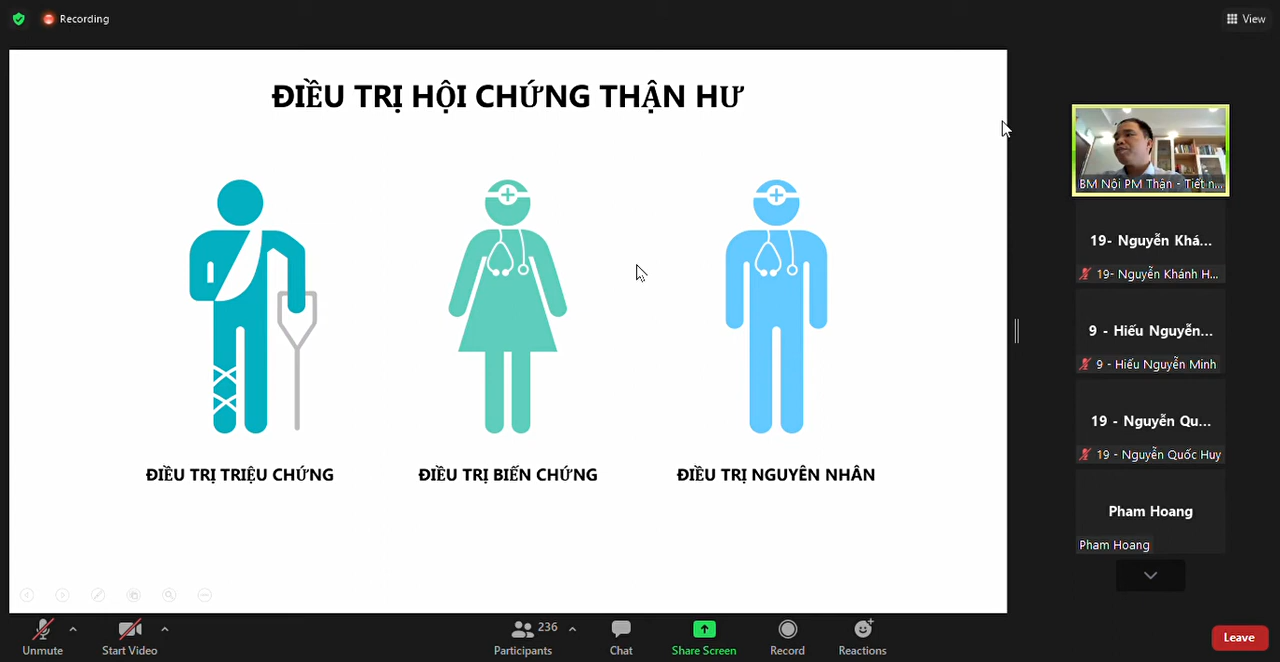 Recording
View
ĐIỀU TRỊ HỘI CHỨNG THẬN HƯ
ĐIỀU TRỊ TRIỆU CHỨNG
ĐIỀU TRỊ BIẾN CHỨNG
ĐIỀU TRỊ NGUYÊN NHÂN
BM Nội PM Thận - Tiết n...
19- Nguyễn Khá...
19- Nguyễn Khánh H...
9 - Hiếu Nguyễn...
9 - Hiếu Nguyễn Minh
19 - Nguyễn Qu...
19 - Nguyễn Quốc Huy
Pham Hoang
Pham Hoang
Unmute
Start Video
236
Participants
Chat
Share Screen
Record
Reactions
Leave